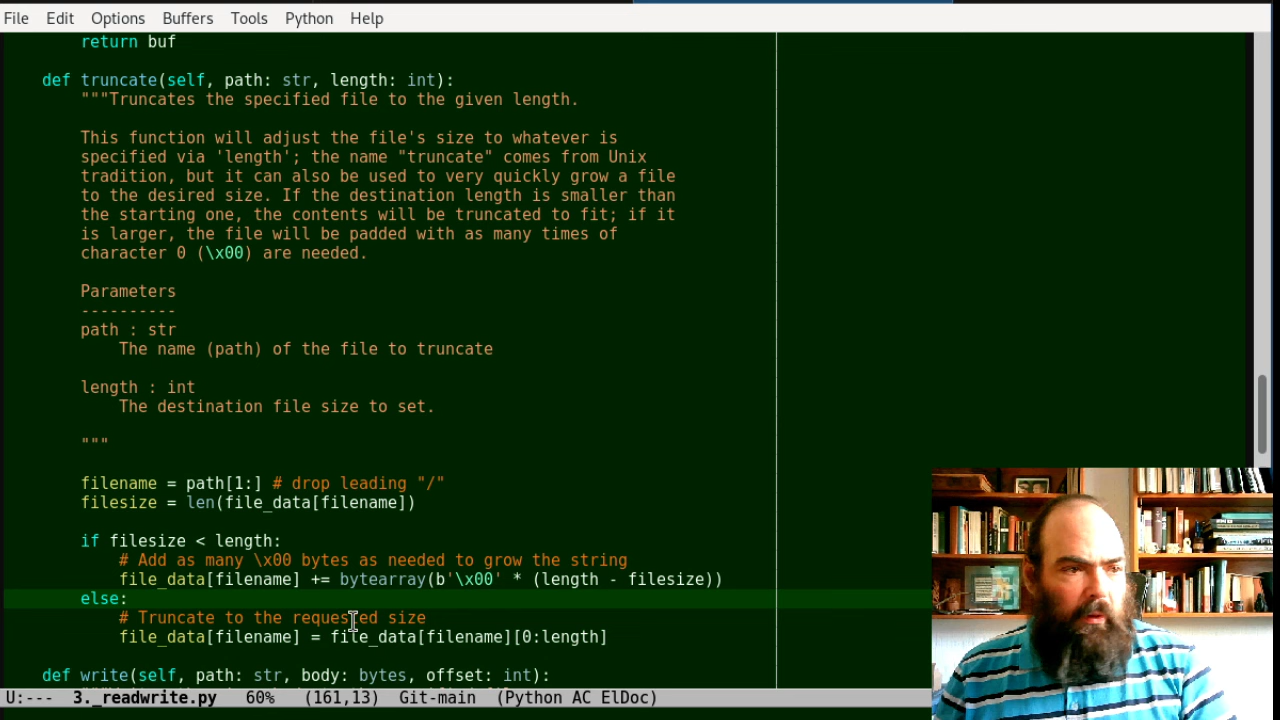 File Edit Options Buffers Tools Python Help
return buf
def truncate(self, path: str, length: int):
"""Truncates the specified file to the given length.
This function will adjust the file's size to whatever is
specified via 'length'; the name "truncate" comes from Unix
tradition, but it can also be used to very quickly grow a file
to the desired size. If the destination length is smaller than
the starting one, the contents will be truncated to fit; if it
is larger, the file will be padded with as many times of
character 0 (\x00) are needed.
Parameters
----------
path : str
The name (path) of the file to truncate
length : int
The destination file size to set.
"""
filename = path[1:] # drop leading "/"
filesize = len(file_data[filename])
if filesize < length:
# Add as many \x00 bytes as needed to grow the string
file_data[filename] += bytearray(b'\x00' * (length - filesize))
else:
# Truncate to the requested size
file_data[filename] = file_data[filename][0:length]
def write(self, path: str, body: bytes, offset: int):
U:--- 3._readwrite.py 60% (161,13) Git-main (Python AC ElDoc)